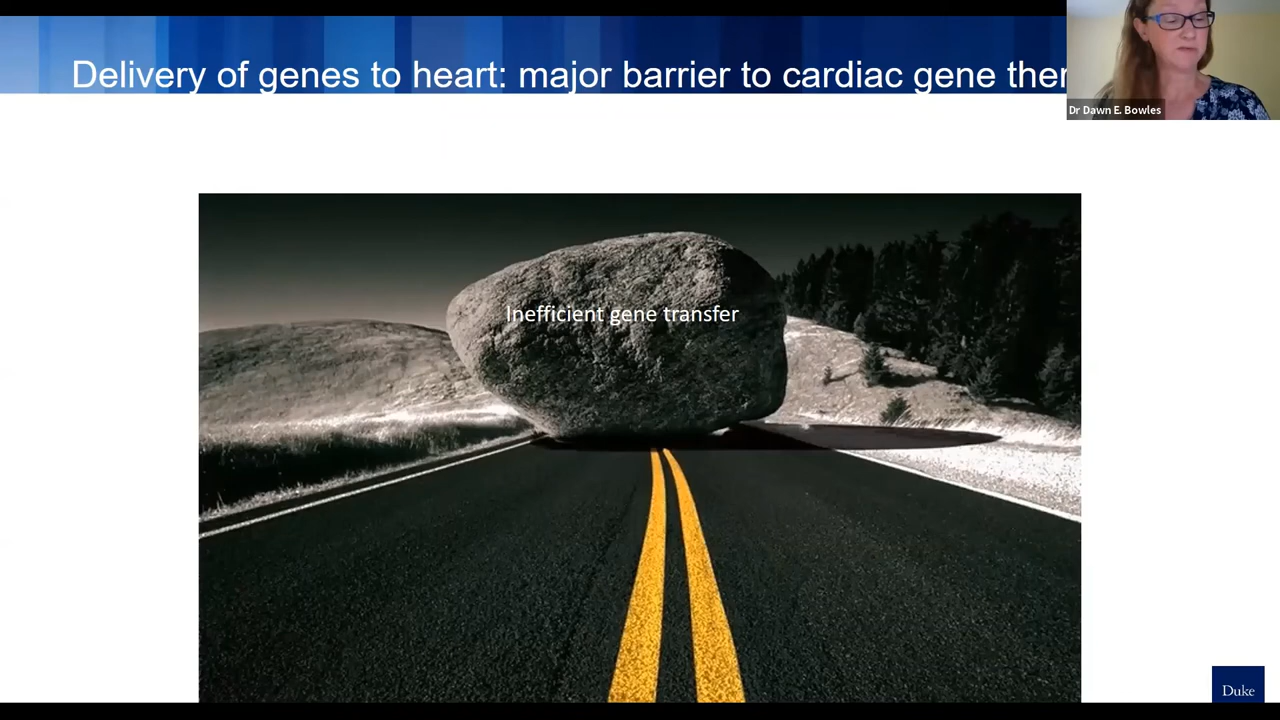 Delivery of genes to heart: major barrier to cardiac gene ther
Dr Dawn E. Bowles
Inefficient gene transfer
Duke